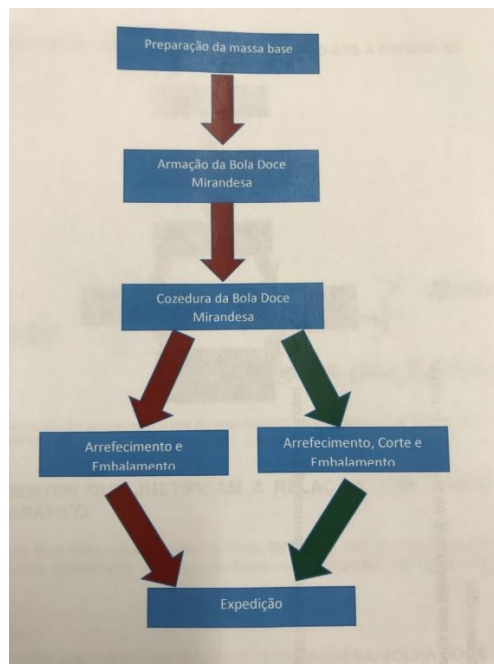 Preparação da massa base
Armação da Bola Doce
Mirandesa
Cozedura da Bola Doce
Mirandesa
Arrefecimento e
Embalamento
Arrefecimento, Corte e
Embalamento
Expedição